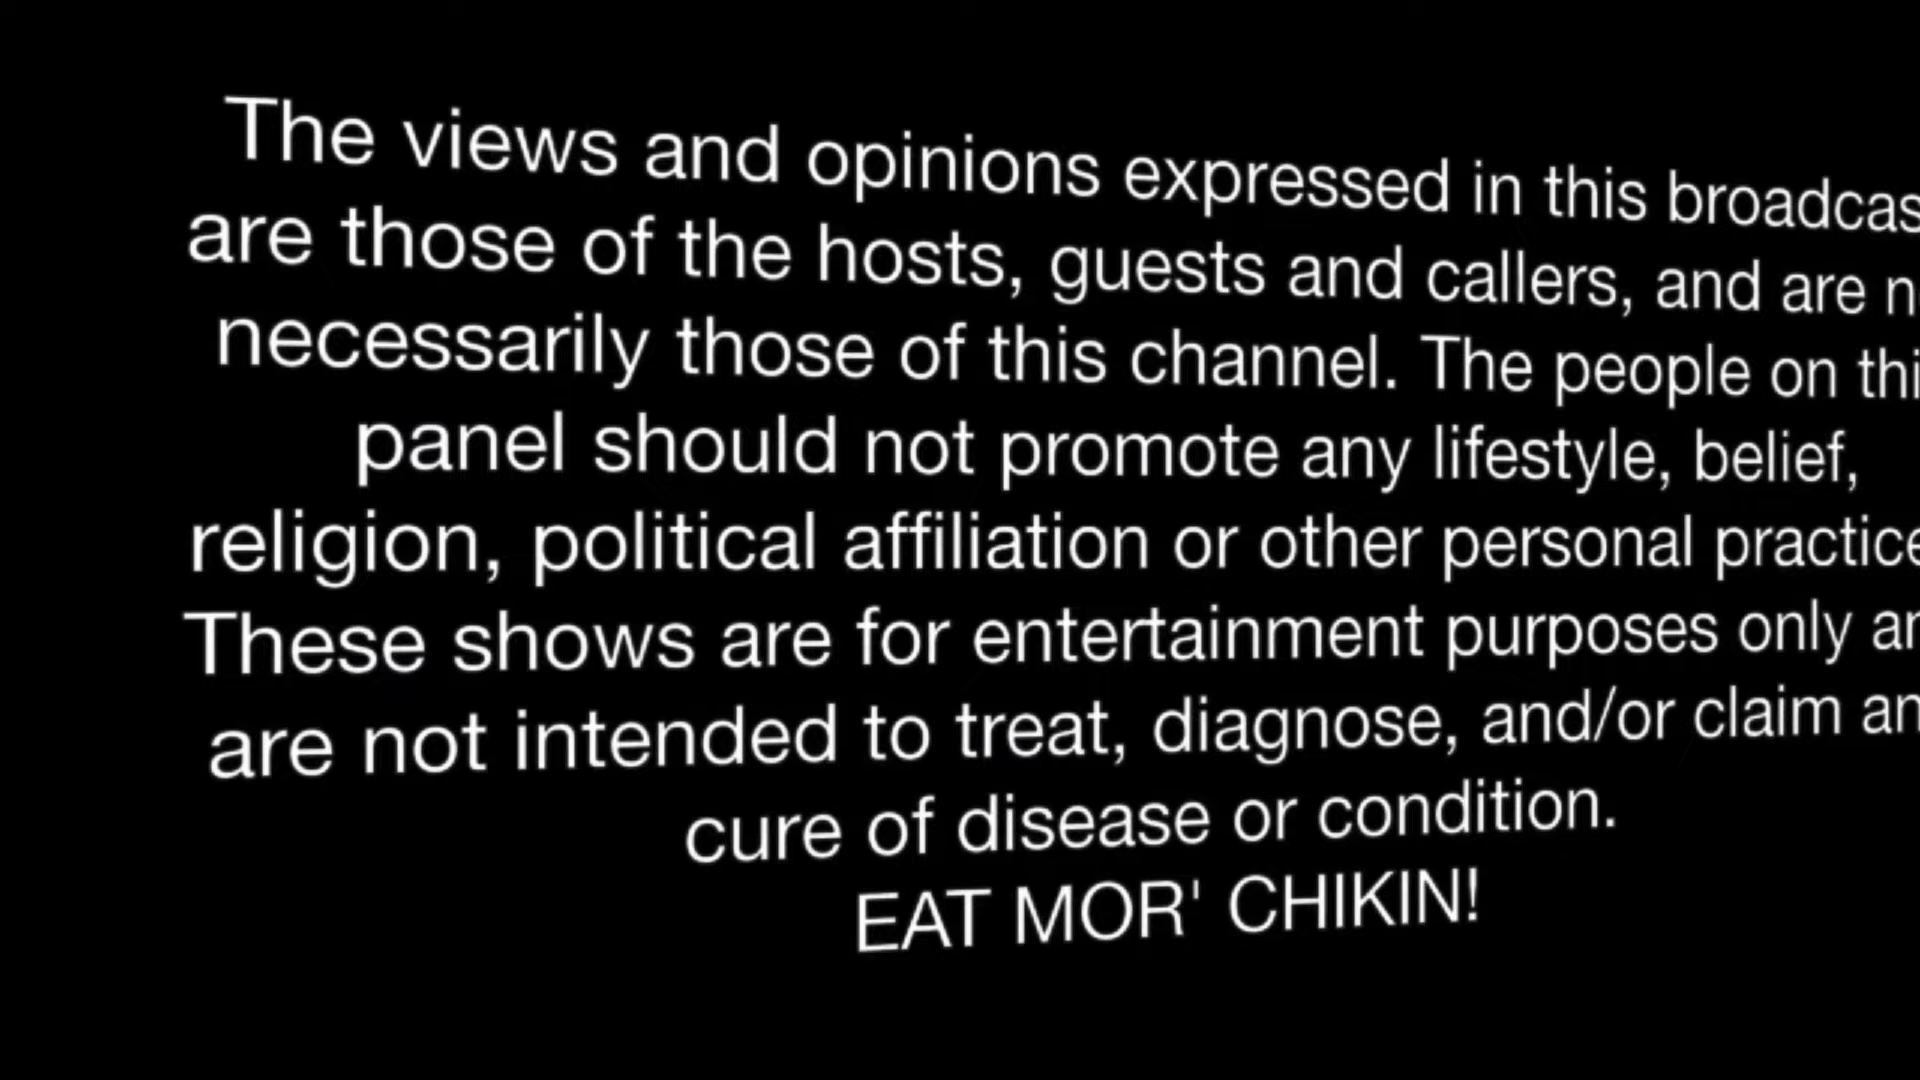 The views and opinions expressed in this broadcas
are those of the hosts, guests and callers, and are n
necessarily those of this channel. The people on thi
panel should not promote any lifestyle, belief,
religion, political affiliation or other personal practice
These shows are for entertainment purposes only an
are not intended to treat, diagnose, and/or claim an
cure of disease or condition.
EAT MOR' CHIKIN!